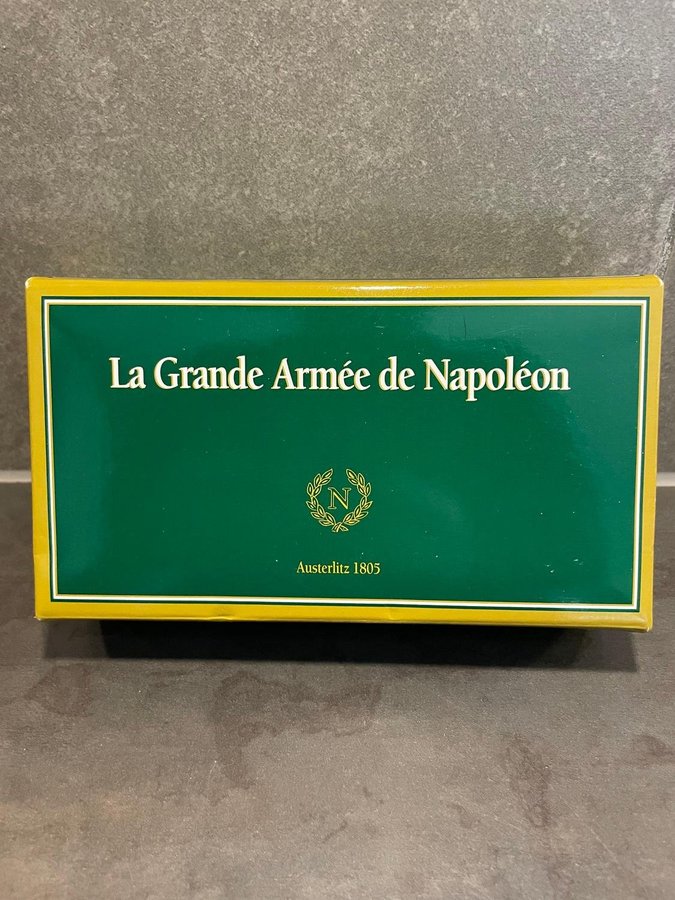 La Grande Armée de Napoléon
N
Austerlitz 1805